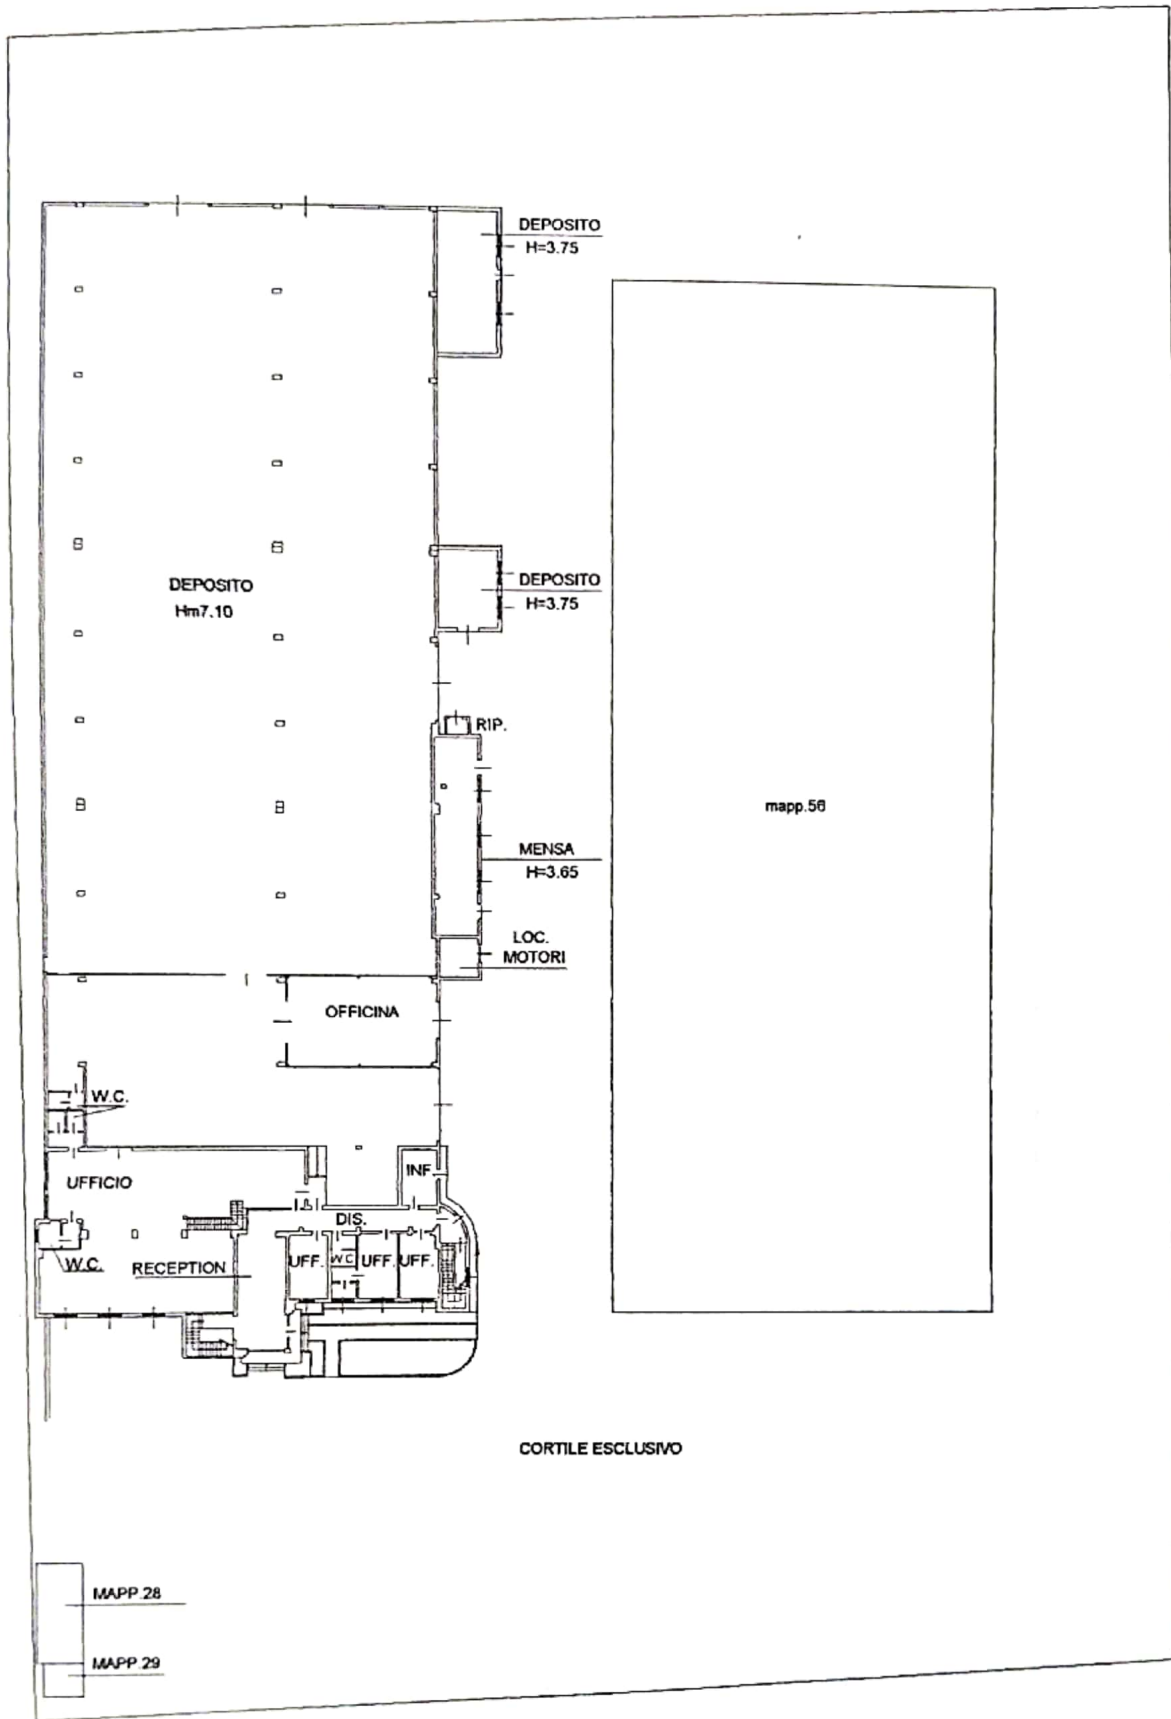 DEPOSITO
H=3.75
DEPOSITO
Hm7.10
DEPOSITO
H=3.75
RIP.
mapp.56
MENSA
H=3.65
LOC.
MOTORI
OFFICINA
W.C.
UFFICIO
INF.
DIS.
W.C.
RECEPTION
UFF.
W.C
UFF.
UFF.
CORTILE ESCLUSIVO
MAPP.28
MAPP.29